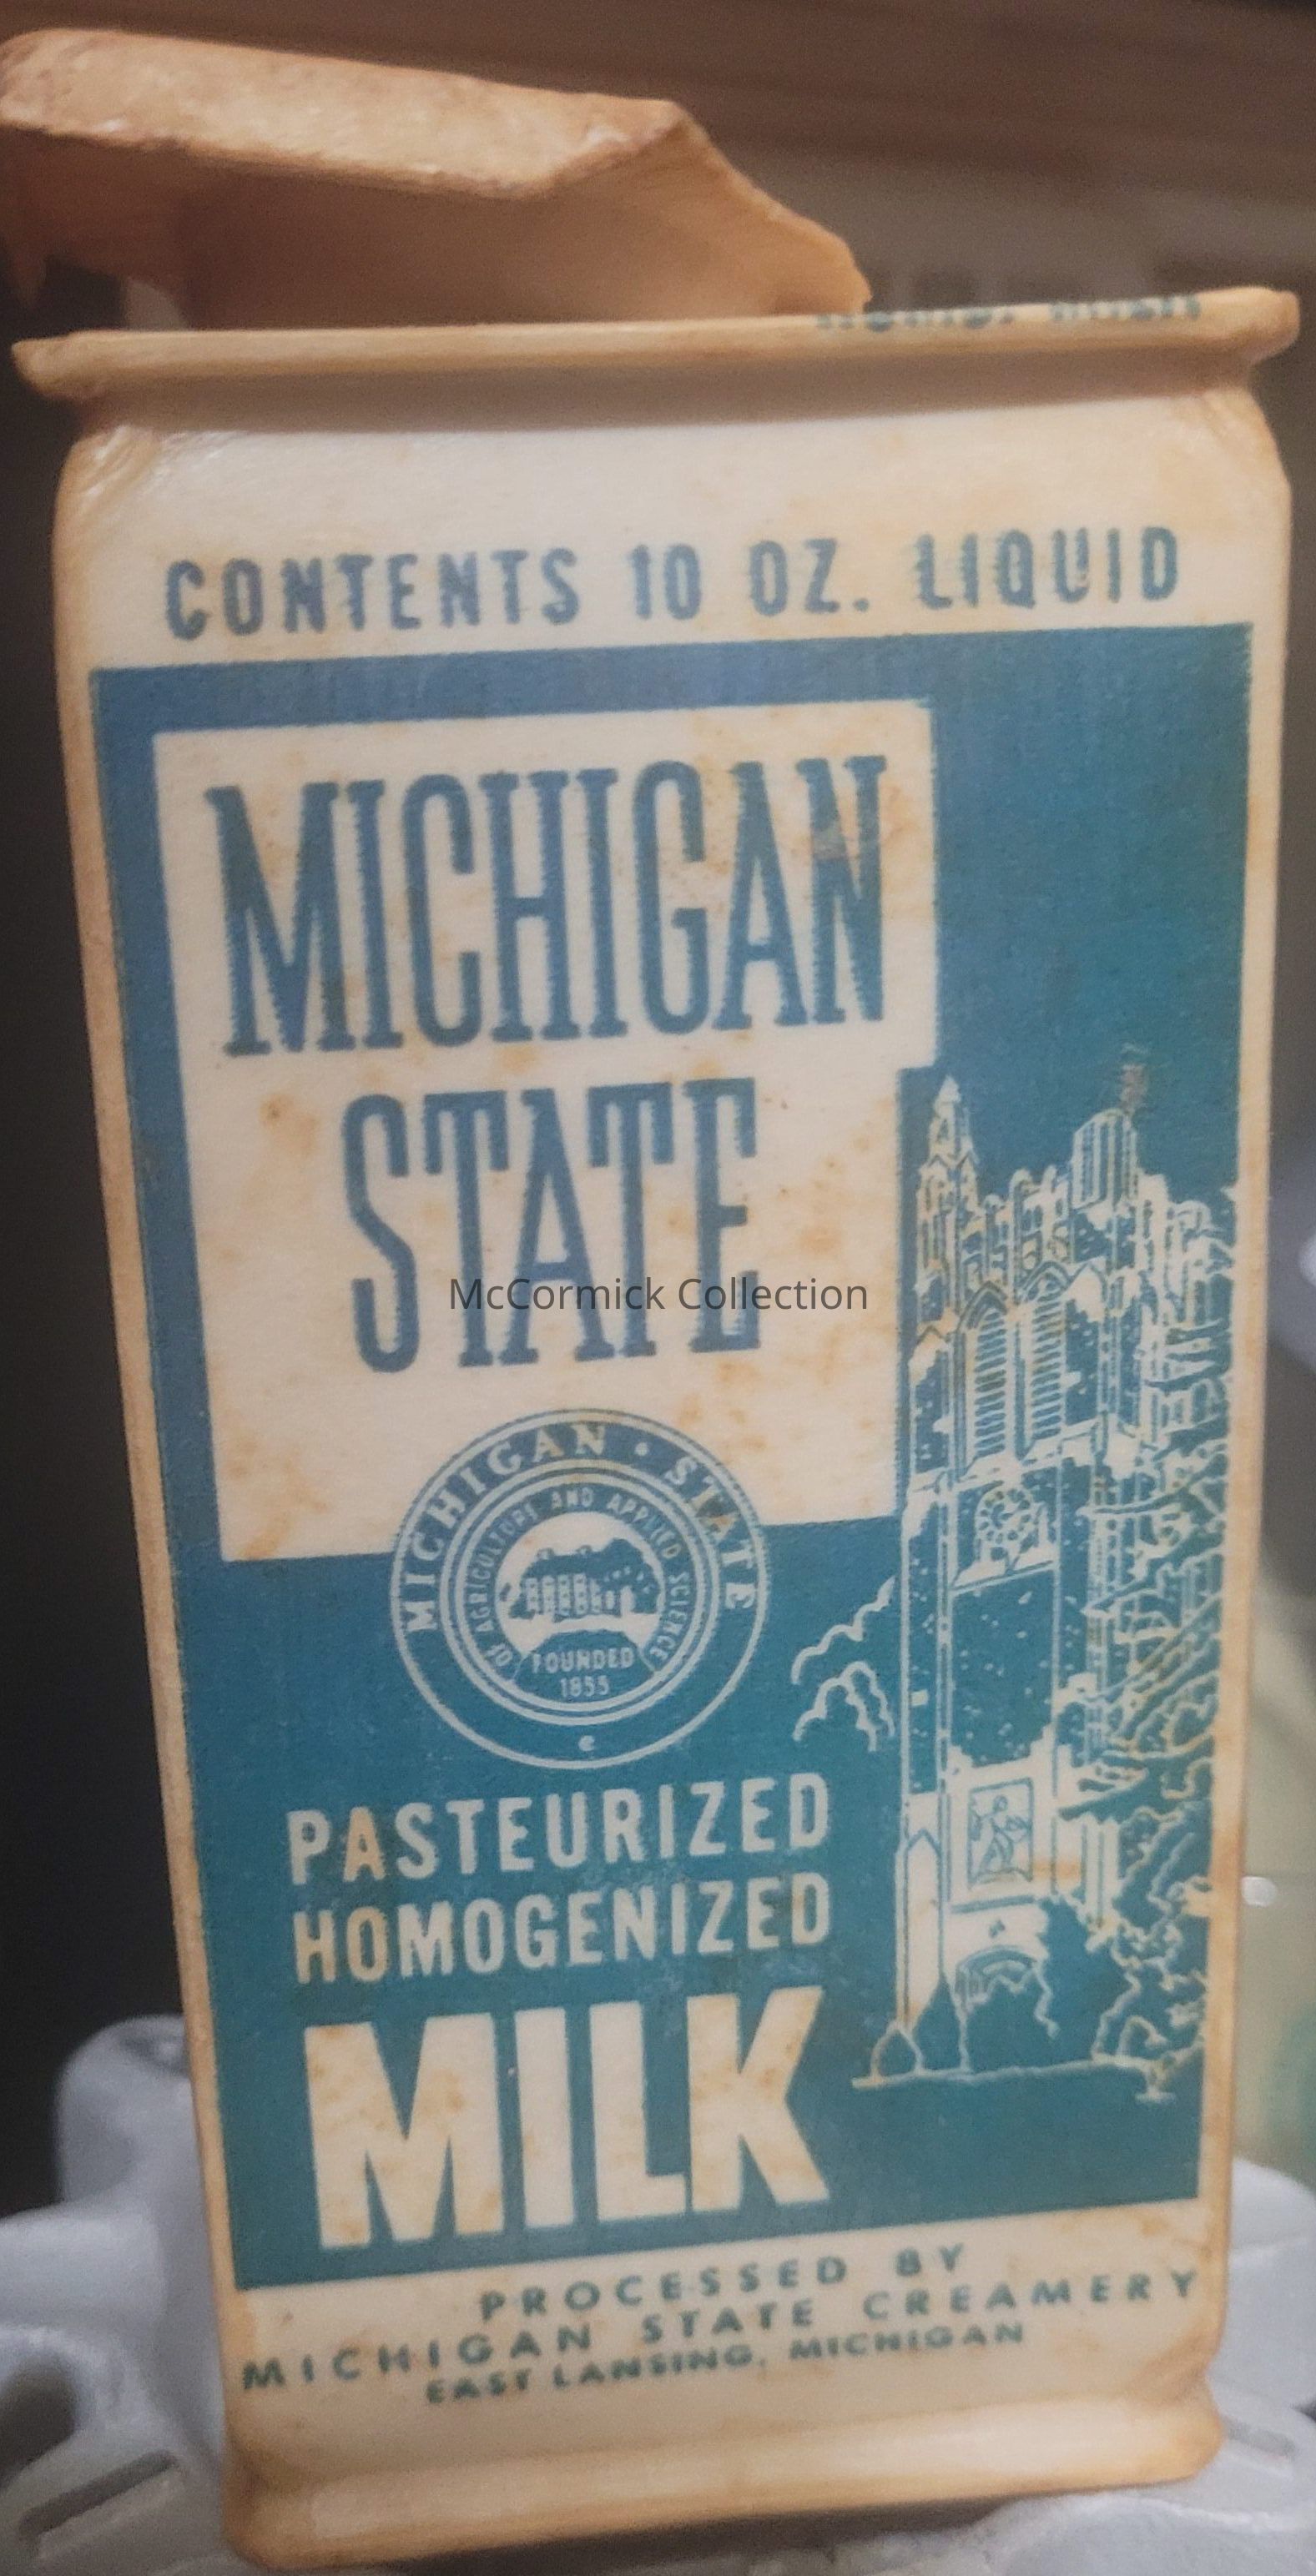 CONTENTS 10 OZ. LIQUID
MICHIGAN
STATE
McCormick Collection
MICHIGAN • STATE
OF AGRICULTURE AND APPLIED SCIENCE
FOUNDED
1855
PASTEURIZED
HOMOGENIZED
MILK
PROCESSED BY
MICHIGAN STATE CREAMERY
EAST LANSING, MICHIGAN